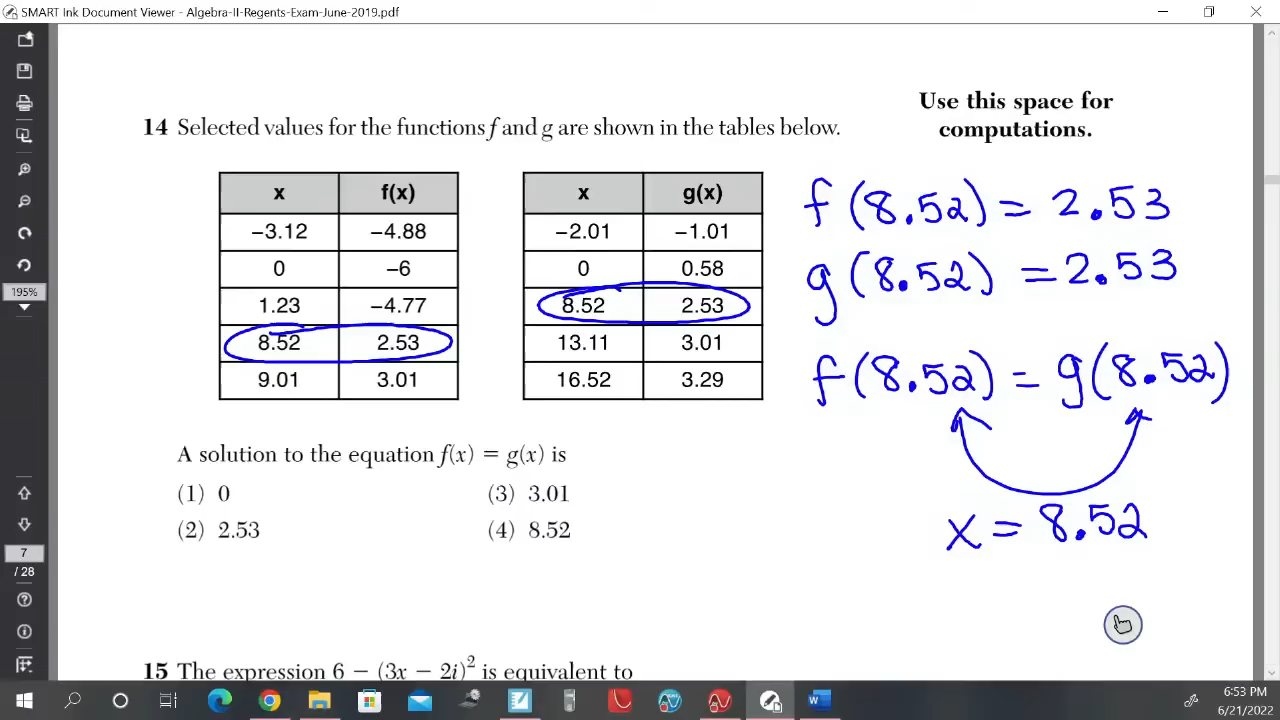 SMART Ink Document Viewer - Algebra-II-Regents-Exam-June-2019.pdf
Use this space for
computations.
14 Selected values for the functions f and g are shown in the tables below.
x f(x)
−3.12 −4.88
0 −6
1.23 −4.77
8.52 2.53
9.01 3.01
x g(x)
−2.01 −1.01
0 0.58
8.52 2.53
13.11 3.01
16.52 3.29
f(8.52) = 2.53
g(8.52) = 2.53
f(8.52) = g(8.52)
x = 8.52
A solution to the equation f(x) = g(x) is
(1) 0 (3) 3.01
(2) 2.53 (4) 8.52
15 The expression 6 − (3x − 2i)² is equivalent to
195%
7
/ 28
6:53 PM
6/21/2022